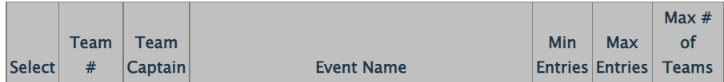 Select
Team
#
Team
Captain
Event Name
Min
Entries
Max
Entries
Max #
of
Teams